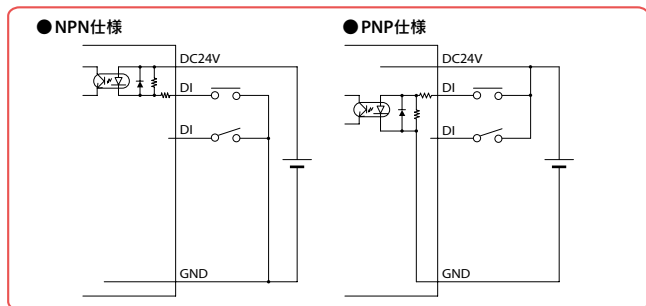 ●NPN仕様
DC24V
DI
DI
GND
●PNP仕様
DC24V
DI
DI
GND